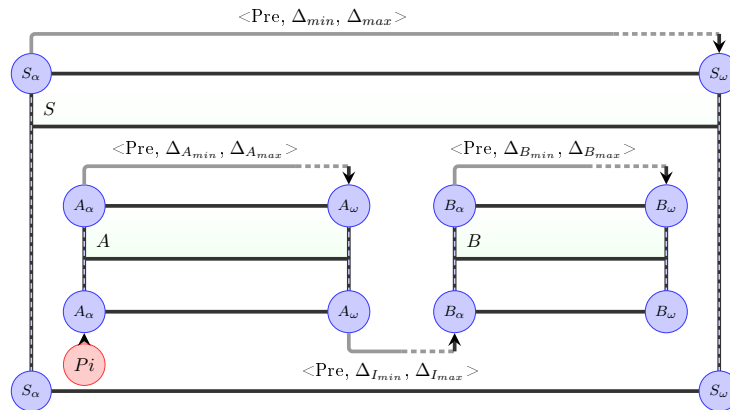 <Pre, Δmin, Δmax>
Sα Sω
S
<Pre, ΔAmin, ΔAmax> <Pre, ΔBmin, ΔBmax>
Aα Aω Bα Bω
A B
Aα Aω Bα Bω
Pi <Pre, ΔImin, ΔImax>
Sα Sω